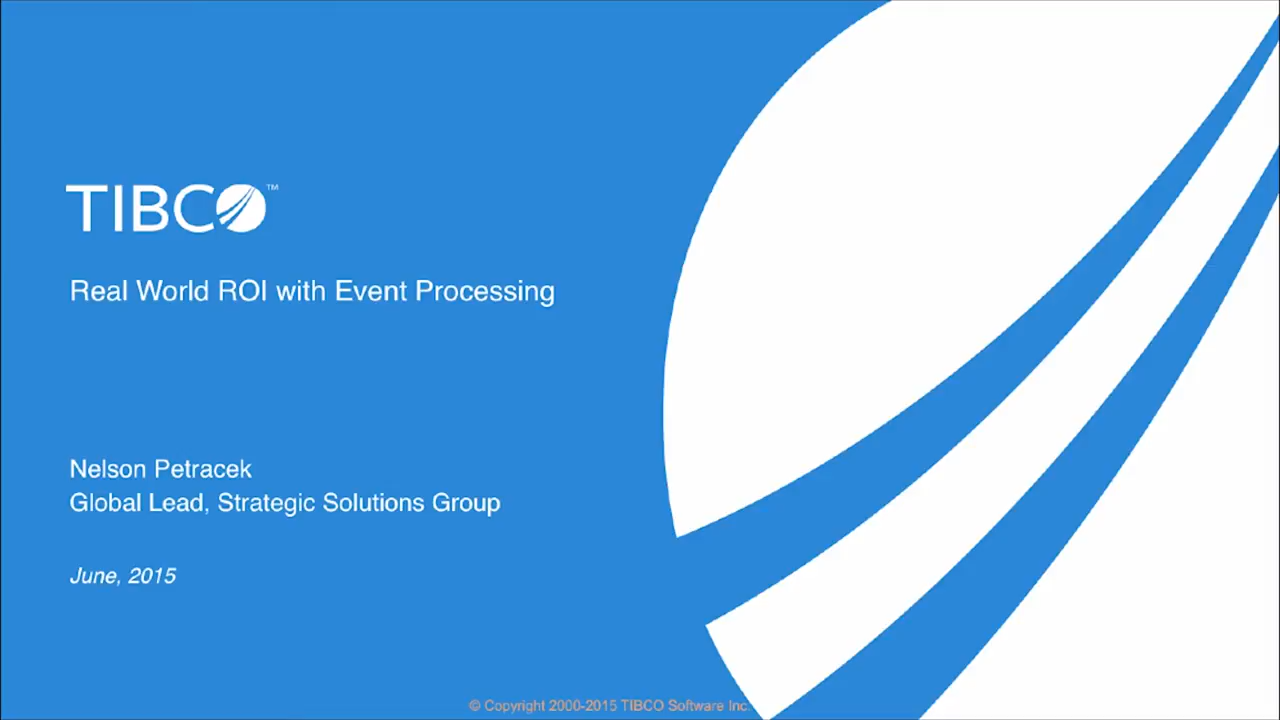 TIBCO™
Real World ROI with Event Processing
Nelson Petracek
Global Lead, Strategic Solutions Group
June, 2015
© Copyright 2000-2015 TIBCO Software Inc.